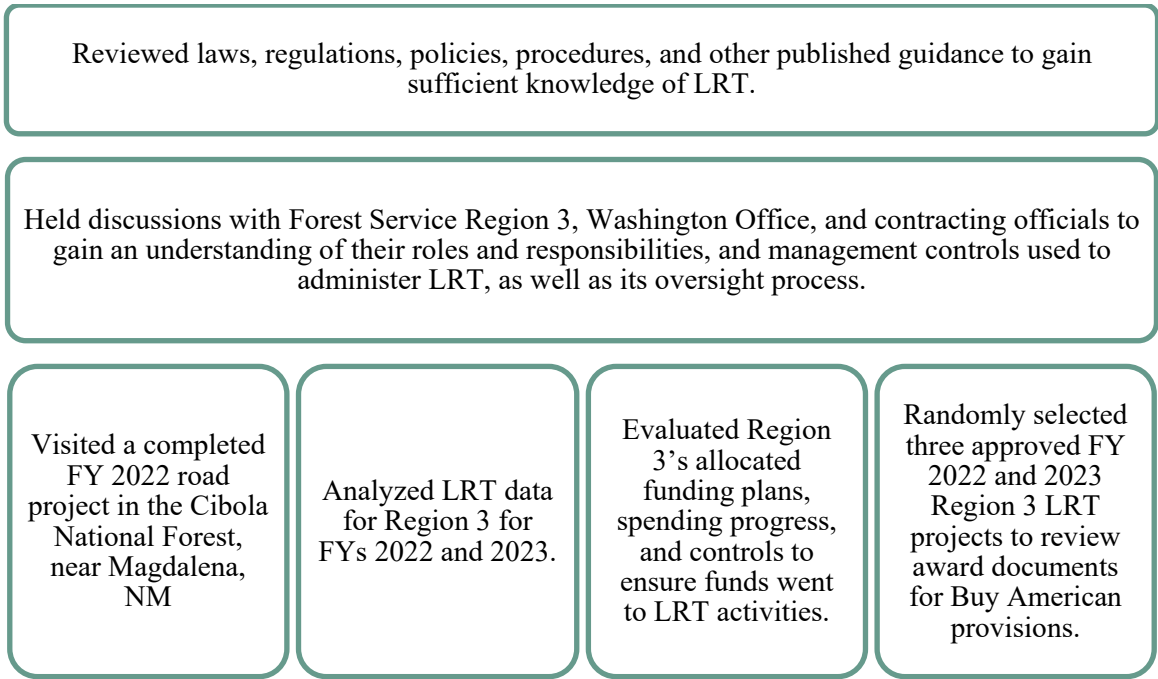 Reviewed laws, regulations, policies, procedures, and other published guidance to gain
sufficient knowledge of LRT.
Held discussions with Forest Service Region 3, Washington Office, and contracting officials to
gain an understanding of their roles and responsibilities, and management controls used to
administer LRT, as well as its oversight process.
Visited a completed
FY 2022 road
project in the Cibola
National Forest,
near Magdalena,
NM
Analyzed LRT data
for Region 3 for
FYs 2022 and 2023.
Evaluated Region
3’s allocated
funding plans,
spending progress,
and controls to
ensure funds went
to LRT activities.
Randomly selected
three approved FY
2022 and 2023
Region 3 LRT
projects to review
award documents
for Buy American
provisions.